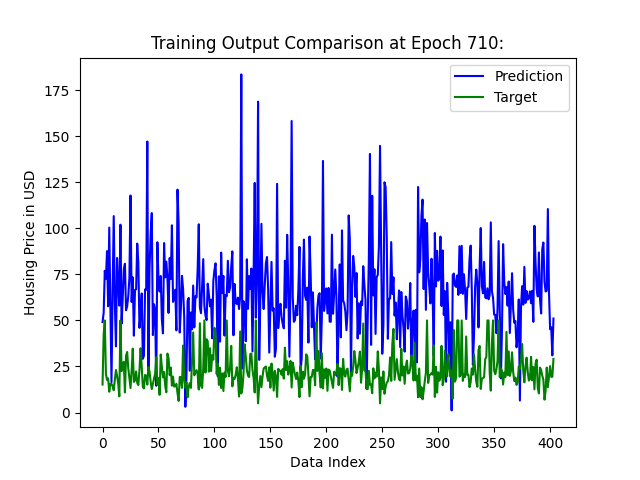 Training Output Comparison at Epoch 710:
Prediction
Target
Housing Price in USD
175
150
125
100
75
50
25
0
0 50 100 150 200 250 300 350 400
Data Index